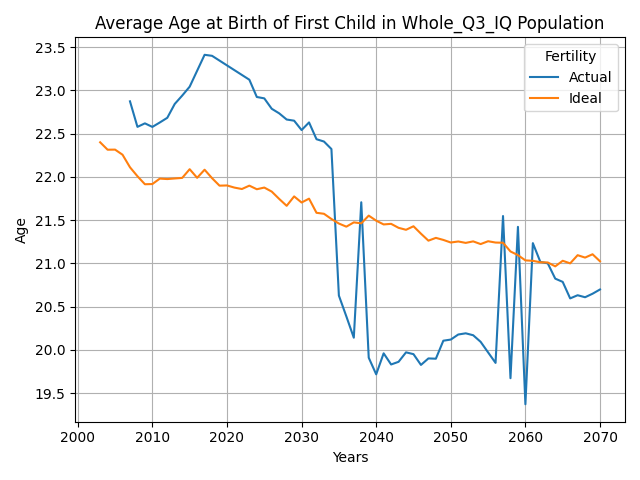 Average Age at Birth of First Child in Whole_Q3_IQ Population
Fertility
Actual
Ideal
Age
23.5
23.0
22.5
22.0
21.5
21.0
20.5
20.0
19.5
2000 2010 2020 2030 2040 2050 2060 2070
Years